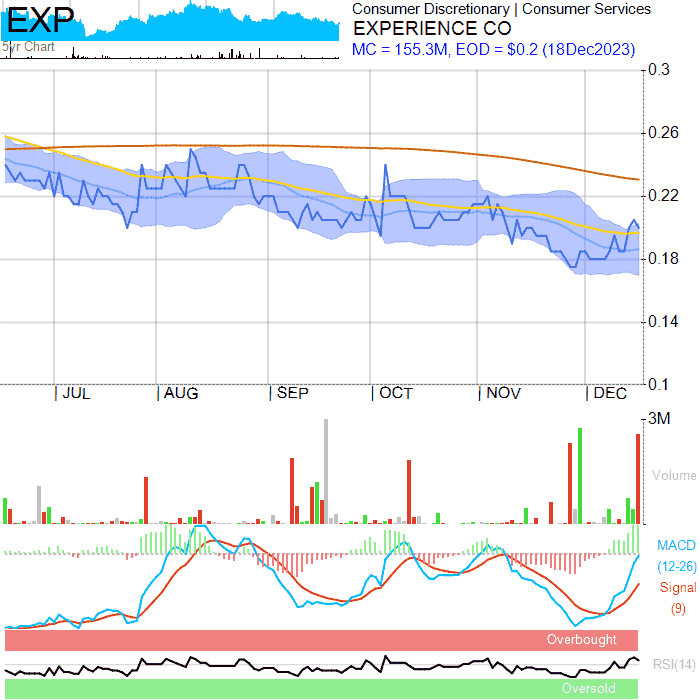 EXP
5yr Chart
Consumer Discretionary | Consumer Services
EXPERIENCE CO
MC = 155.3M, EOD = $0.2 (18Dec2023)
0.3
0.26
0.22
0.18
0.14
0.1
| JUL | AUG | SEP | OCT | NOV | DEC
3M
Volume
MACD
(12-26)
Signal
(9)
Overbought
RSI(14)
Oversold